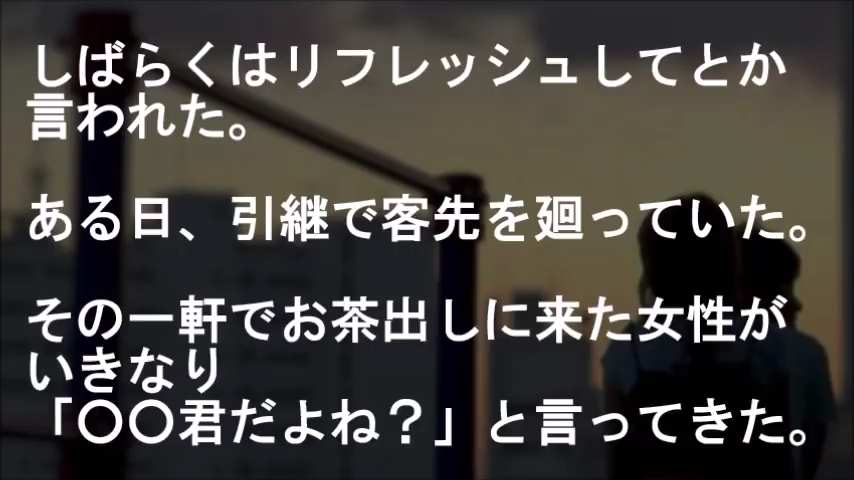 しばらくはリフレッシュしてとか
言われた。
ある日、引継で客先を廻っていた。
その一軒でお茶出しに来た女性が
いきなり
「〇〇君だよね？」と言ってきた。